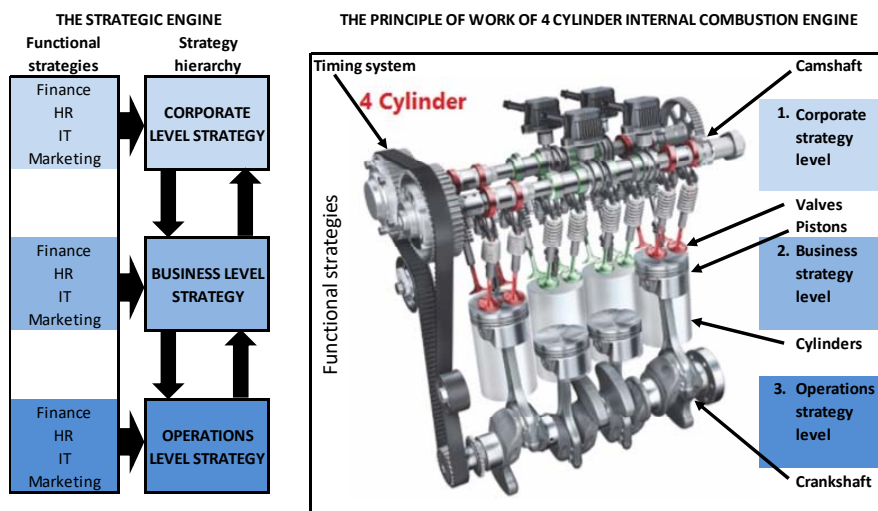 THE STRATEGIC ENGINE
Functional
strategies
Strategy
hierarchy
Finance
HR
IT
Marketing
CORPORATE
LEVEL STRATEGY
Finance
HR
IT
Marketing
BUSINESS LEVEL
STRATEGY
Finance
HR
IT
Marketing
OPERATIONS
LEVEL STRATEGY
THE PRINCIPLE OF WORK OF 4 CYLINDER INTERNAL COMBUSTION ENGINE
Timing system
4 Cylinder
Functional strategies
Camshaft
1. Corporate
strategy
level
Valves
Pistons
2. Business
strategy
level
Cylinders
3. Operations
strategy
level
Crankshaft